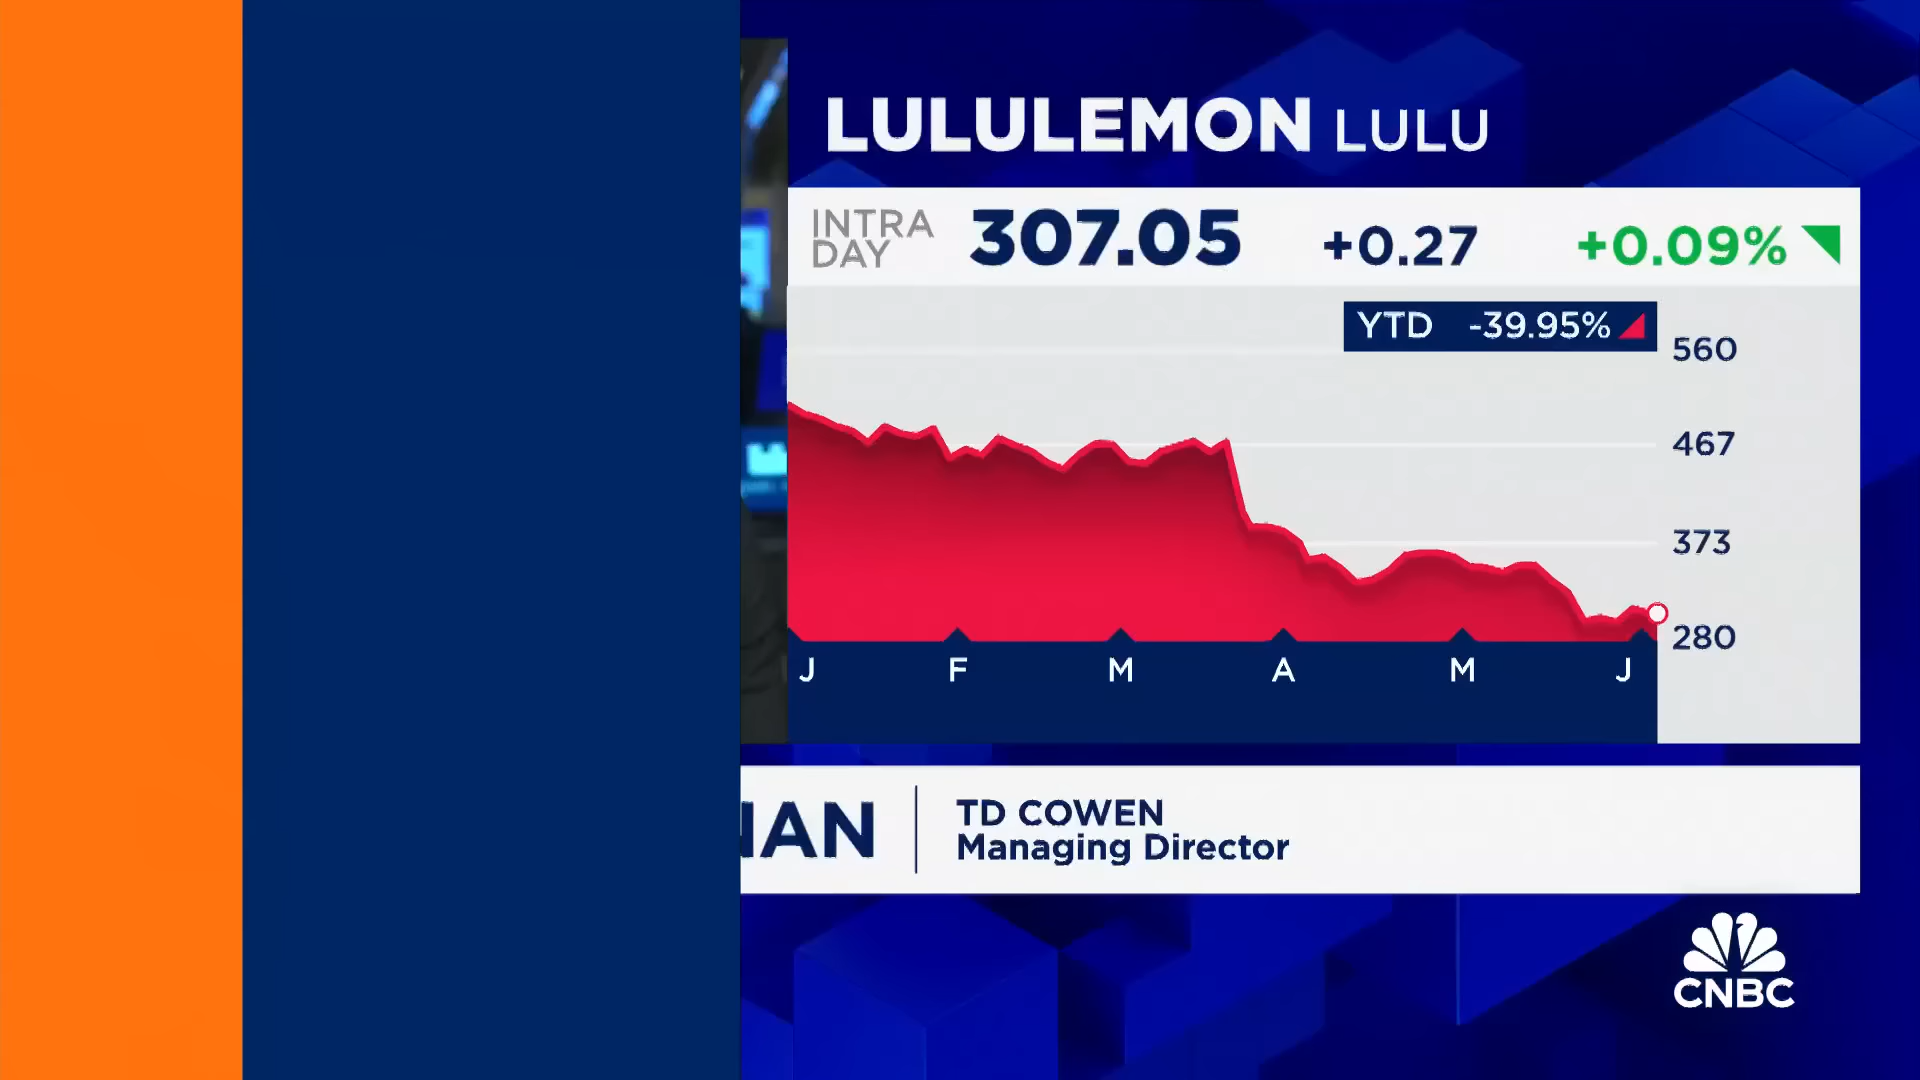 LULULEMON LULU
INTRA
DAY
307.05 +0.27 +0.09%
YTD -39.95%
560
467
373
280
J F M A M J
TD COWEN
Managing Director
CNBC